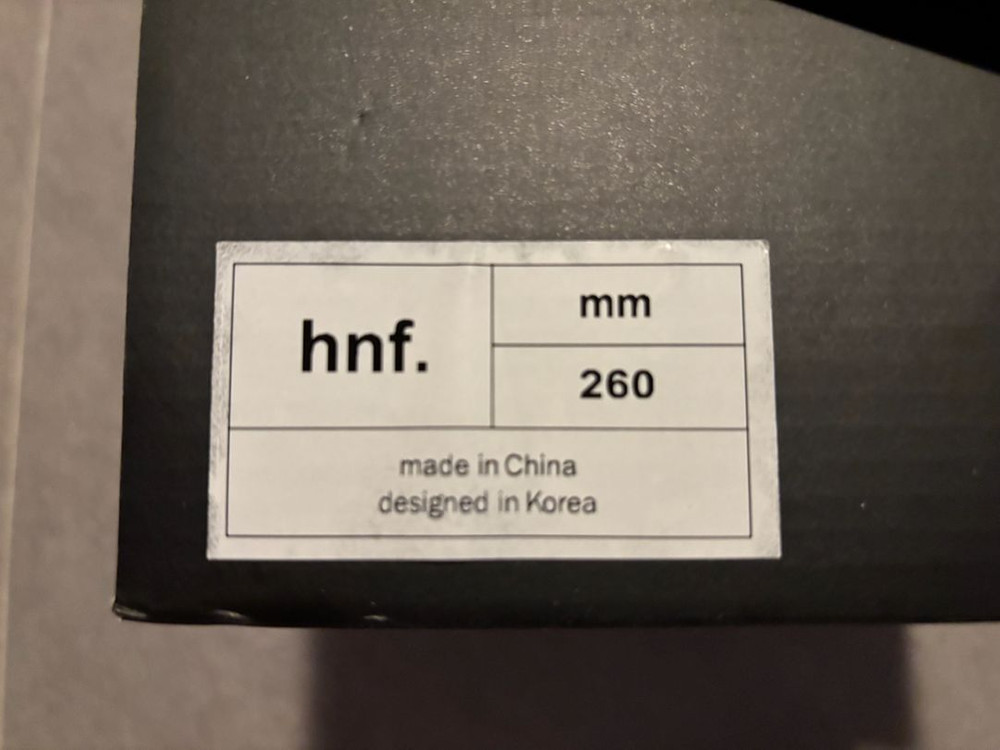 hnf.
mm
260
made in China
designed in Korea